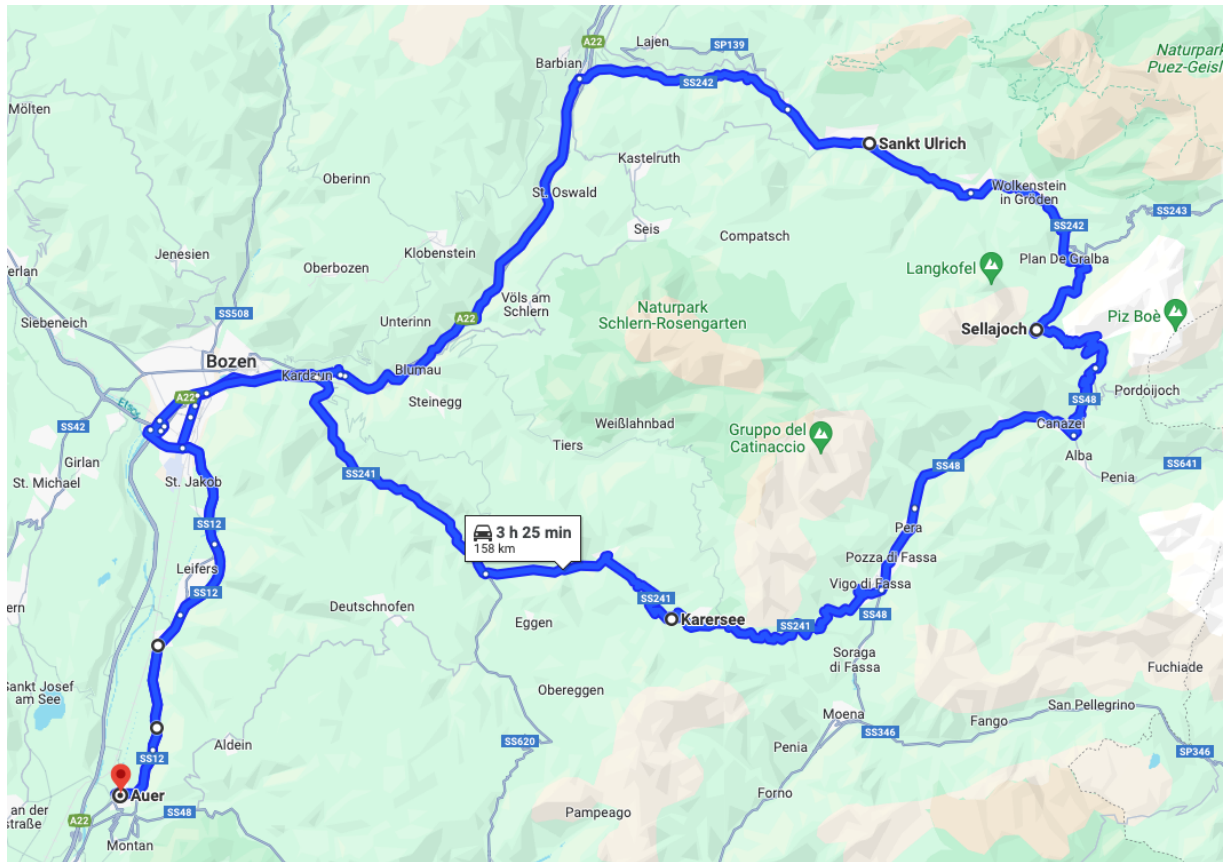 A22
Lajen
SP139
Barbian
SS242
Naturpark
Puez-Geisl
Mölten
Sankt Ulrich
Kastelruth
Oberinn
St. Oswald
Wolkenstein
in Gröden
SS243
SS242
Seis
Compatsch
Jenesien
Klobenstein
Plan De Gralba
Oberbozen
Langkofel
erlan
Völs am
Schlern
Naturpark
Schlern-Rosengarten
SS508
A22
Unterinn
Siebeneich
Sellajoch
Piz Boè
Bozen
Kardaun
Blumau
Steinegg
Pordoijoch
A22
Etsch
SS48
SS42
Weißlahnbad
Gruppo del
Catinaccio
Canazei
Girlan
Tiers
Alba
SS48
SS641
Penia
SS241
St. Michael
St. Jakob
SS12
3 h 25 min
158 km
Pera
Pozza di Fassa
Leifers
SS12
Vigo di Fassa
SS241
Deutschnofen
SS48
Karersee
Eggen
SS241
ern
Soraga
di Fassa
Fuchiade
Sankt Josef
am See
Obereggen
San Pellegrino
Moena
Fango
SS346
Aldein
SS620
Penia
SP346
SS12
Auer
Forno
an der
straße
A22
SS48
Pampeago
Montan